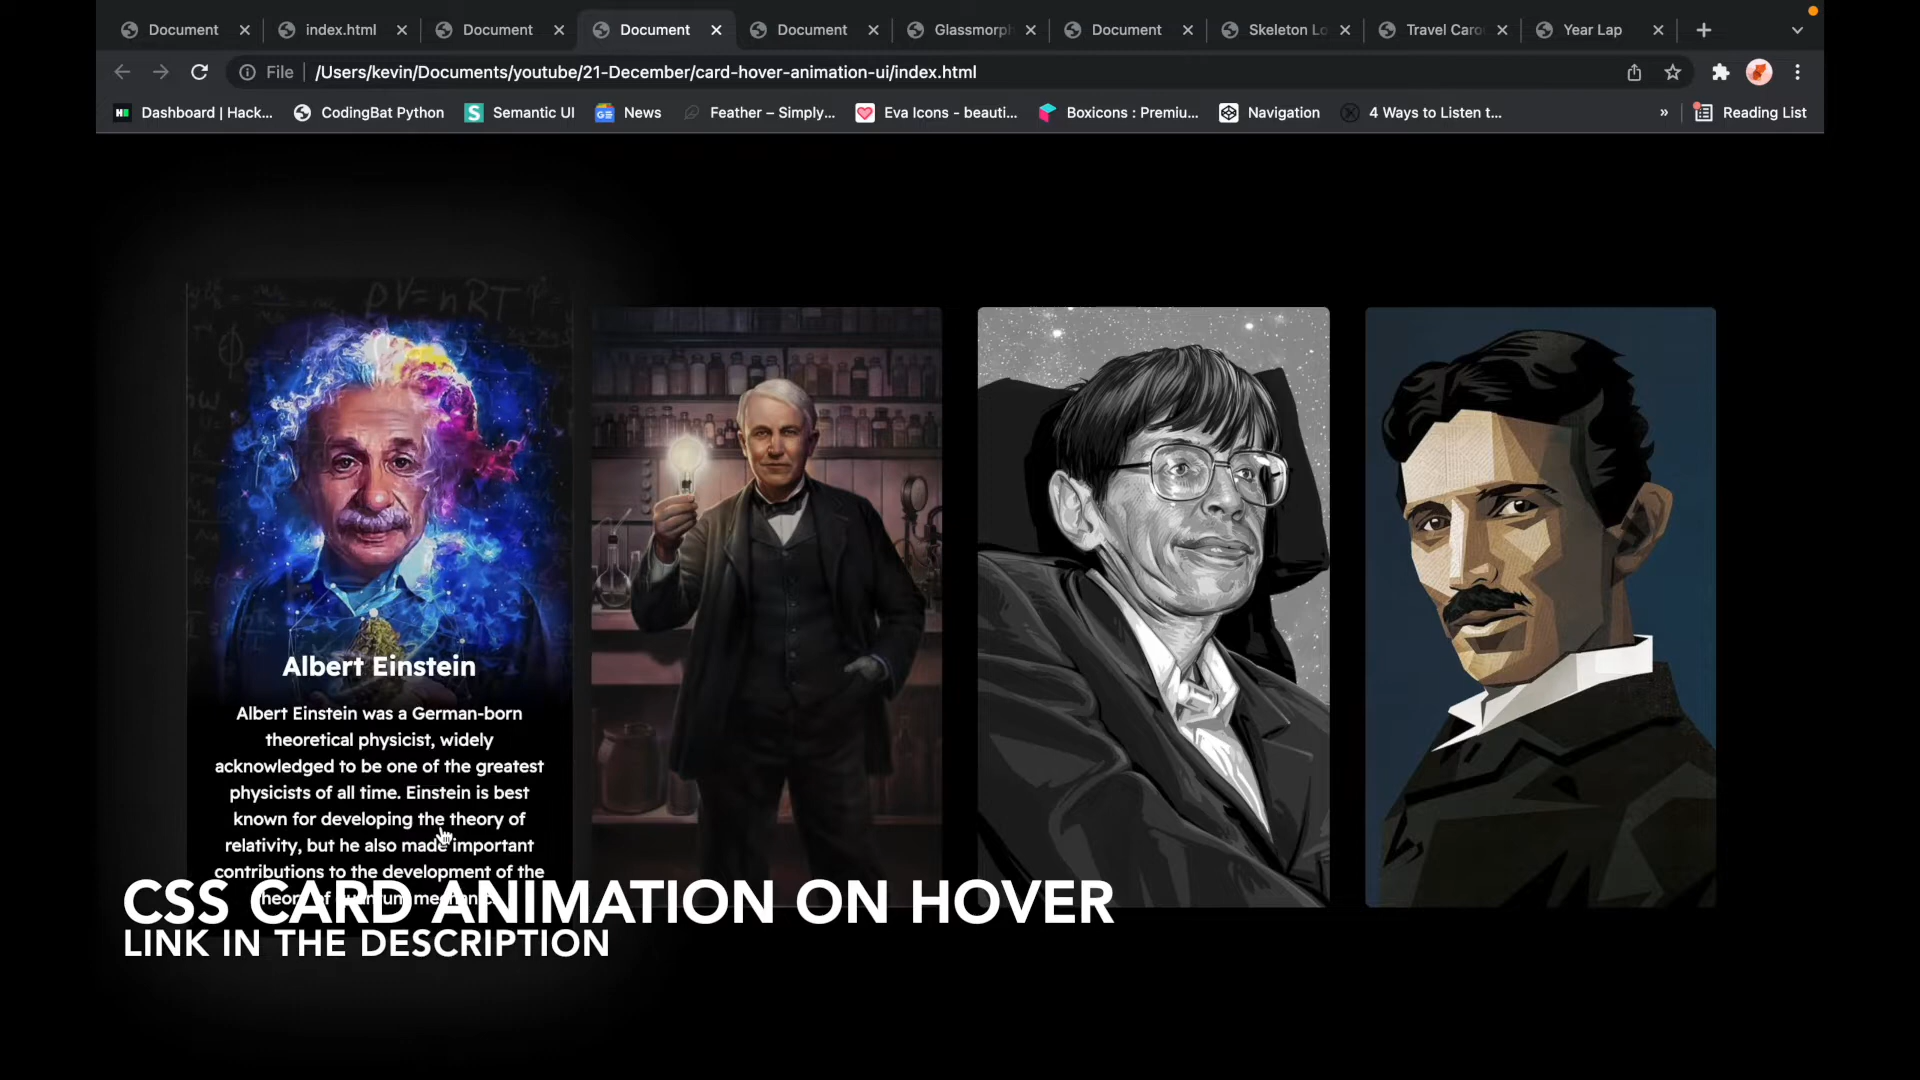 Document
index.html
Document
Document
Document
Glassmorph
Document
Skeleton Lo
Travel Caro
Year Lap
File
/Users/kevin/Documents/youtube/21-December/card-hover-animation-ui/index.html
Dashboard | Hack...
CodingBat Python
Semantic UI
News
Feather – Simply...
Eva Icons - beauti...
Boxicons : Premiu...
Navigation
4 Ways to Listen t...
»
Reading List
PV=nRT
Albert Einstein
Albert Einstein was a German-born
theoretical physicist, widely
acknowledged to be one of the greatest
physicists of all time. Einstein is best
known for developing the theory of
relativity, but he also made important
contributions to the development of the
CSS CARD ANIMATION ON HOVER
LINK IN THE DESCRIPTION